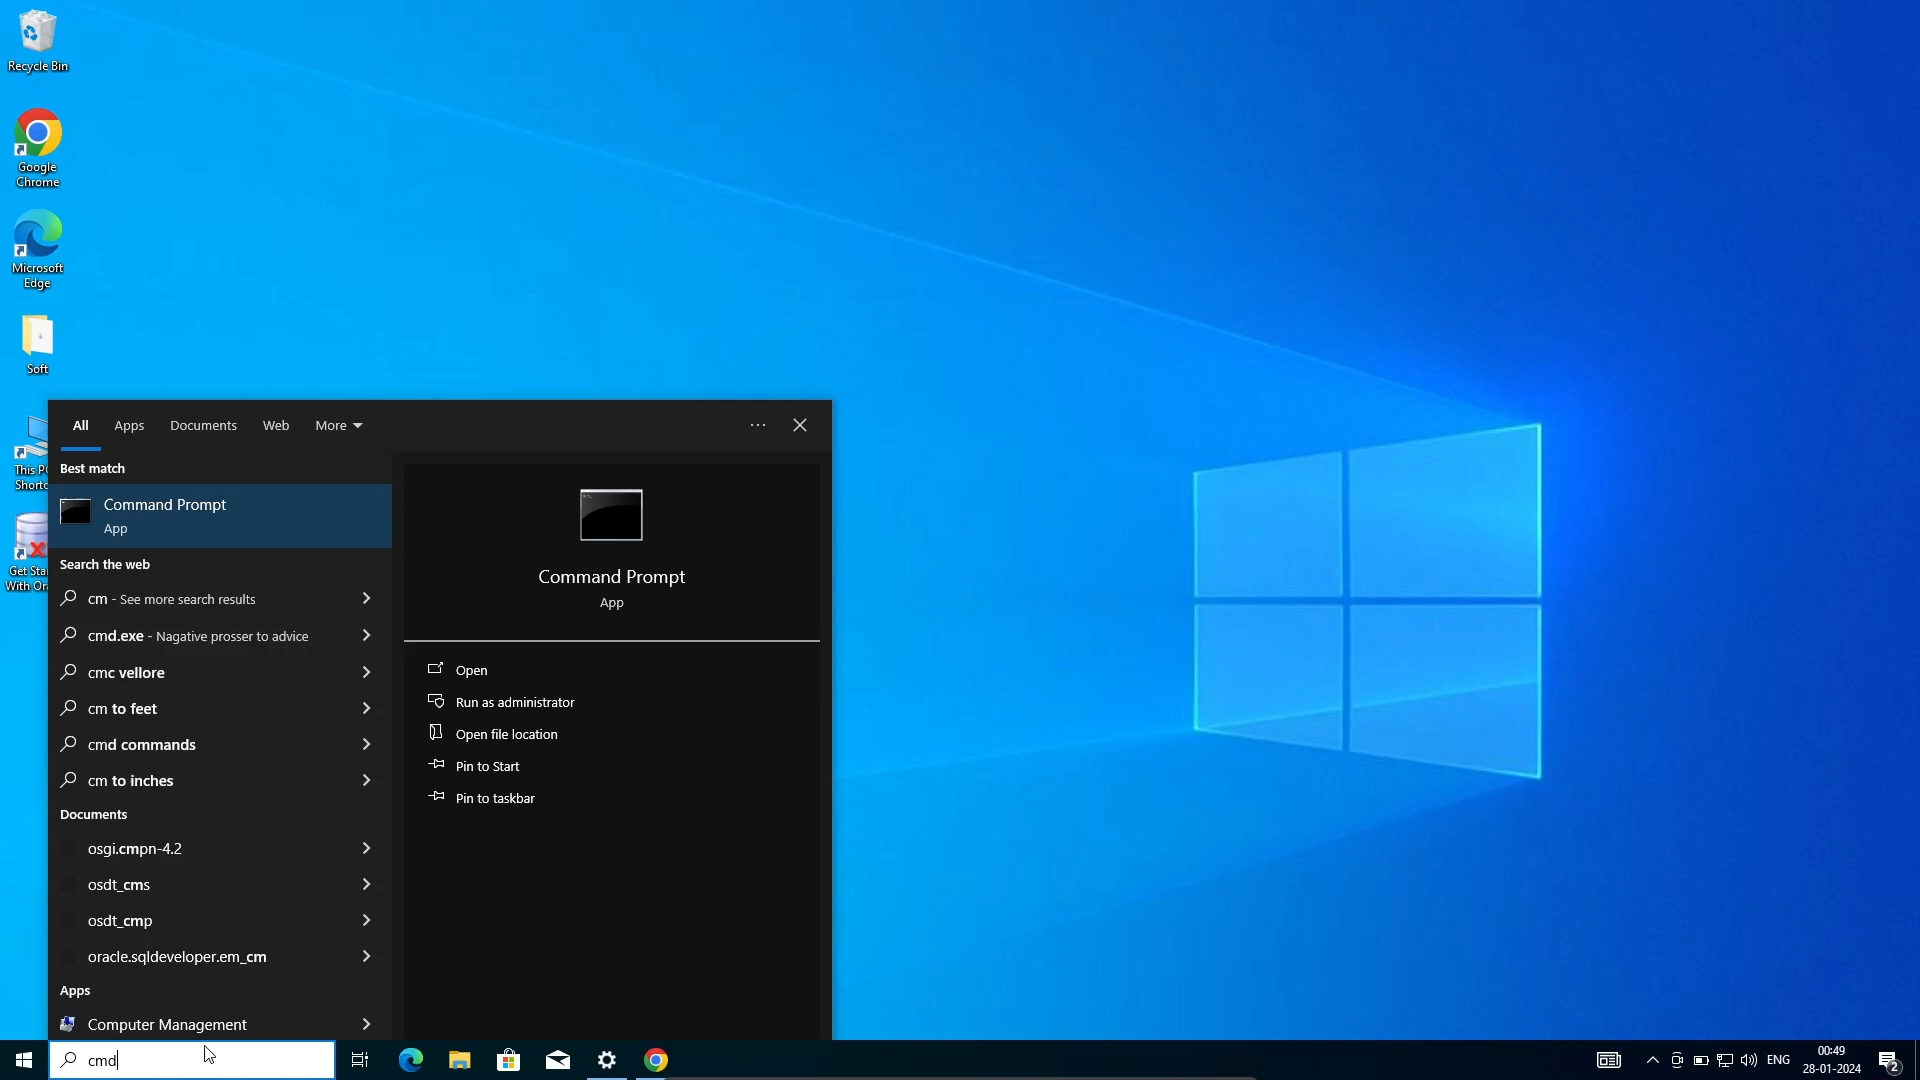 Recycle Bin
Google
Chrome
Microsoft
Edge
Soft
This P
Shortc
Get Sta
With Or
All
Apps
Documents
Web
More
Best match
Command Prompt
App
Search the web
cm - See more search results
cmd.exe - Nagative prosser to advice
cmc vellore
cm to feet
cmd commands
cm to inches
Documents
osgi.cmpn-4.2
osdt_cms
osdt_cmp
oracle.sqldeveloper.em_cm
Apps
Computer Management
Command Prompt
App
Open
Run as administrator
Open file location
Pin to Start
Pin to taskbar
cmd
ENG
00:49
28-01-2024
2